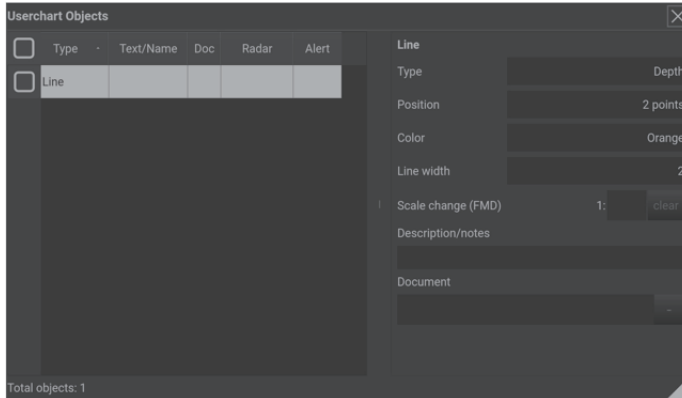 Userchart Objects
Type Text/Name Doc Radar Alert
Line
Total objects: 1
Line
Type Depth
Position 2 points
Color Orange
Line width 2
Scale change (FMD) 1: clear
Description/notes
Document
-